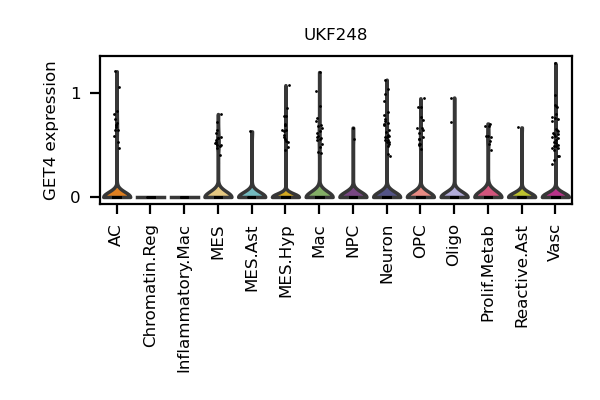 UKF248
GET4 expression
1
0
AC
Chromatin.Reg
Inflammatory.Mac
MES
MES.Ast
MES.Hyp
Mac
NPC
Neuron
OPC
Oligo
Prolif.Metab
Reactive.Ast
Vasc